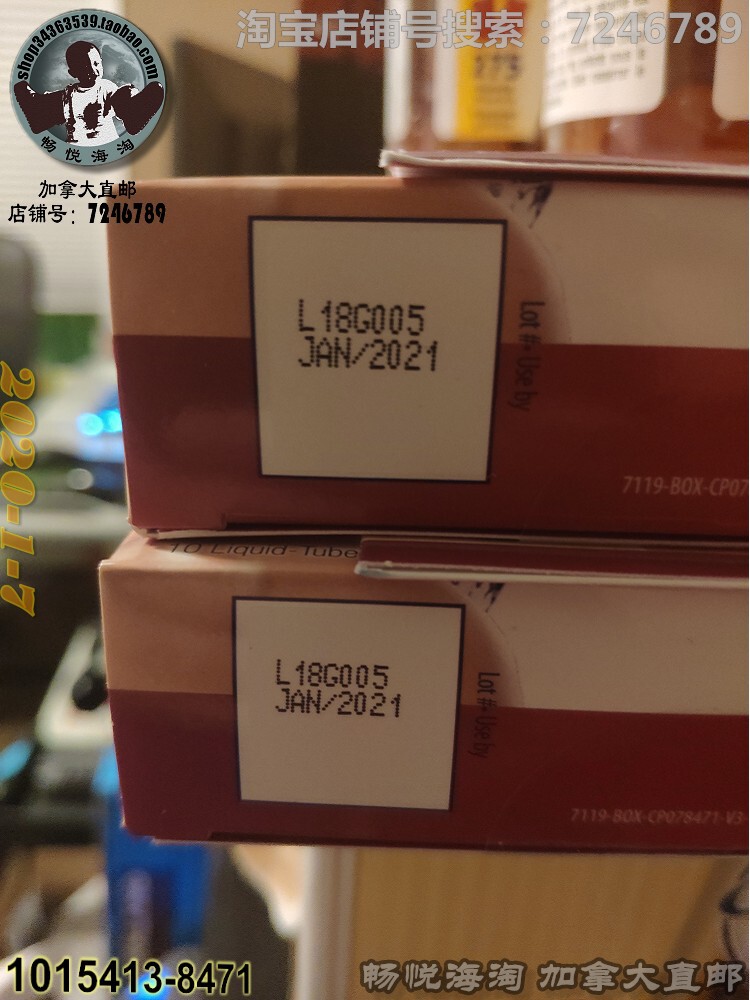 淘宝店铺号搜索：7246789
shop34363539.taobao.com
畅悦海淘
加拿大直邮
店铺号：7246789
275
L18G005
JAN/2021
Lot #- Use by
7119-BOX-CP07
2020-1-7
10 Liquid-Tube
L18G005
JAN/2021
Lot #- Use by
7119-BOX-CP078471-V3-
1015413-8471
畅悦海淘 加拿大直邮